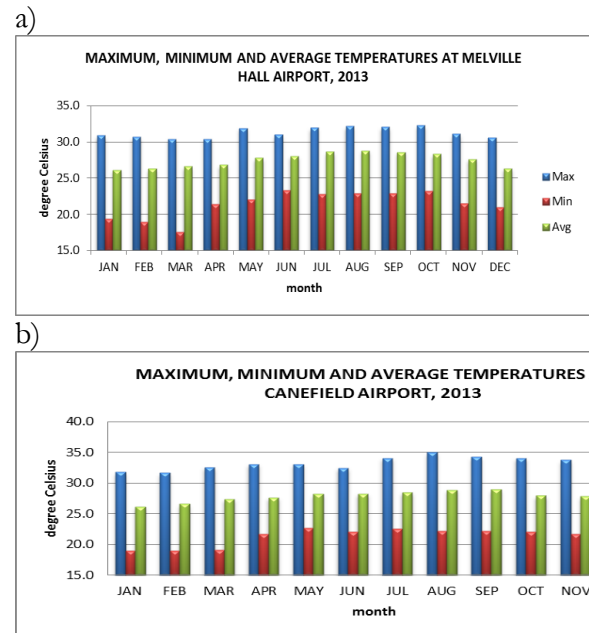 a)
MAXIMUM, MINIMUM AND AVERAGE TEMPERATURES AT MELVILLE
HALL AIRPORT, 2013
degree Celsius
35.0
30.0
25.0
20.0
15.0
JAN FEB MAR APR MAY JUN JUL AUG SEP OCT NOV DEC
month
Max
Min
Avg
b)
MAXIMUM, MINIMUM AND AVERAGE TEMPERATURES
CANEFIELD AIRPORT, 2013
degree Celsius
40.0
35.0
30.0
25.0
20.0
15.0
JAN FEB MAR APR MAY JUN JUL AUG SEP OCT NOV
month